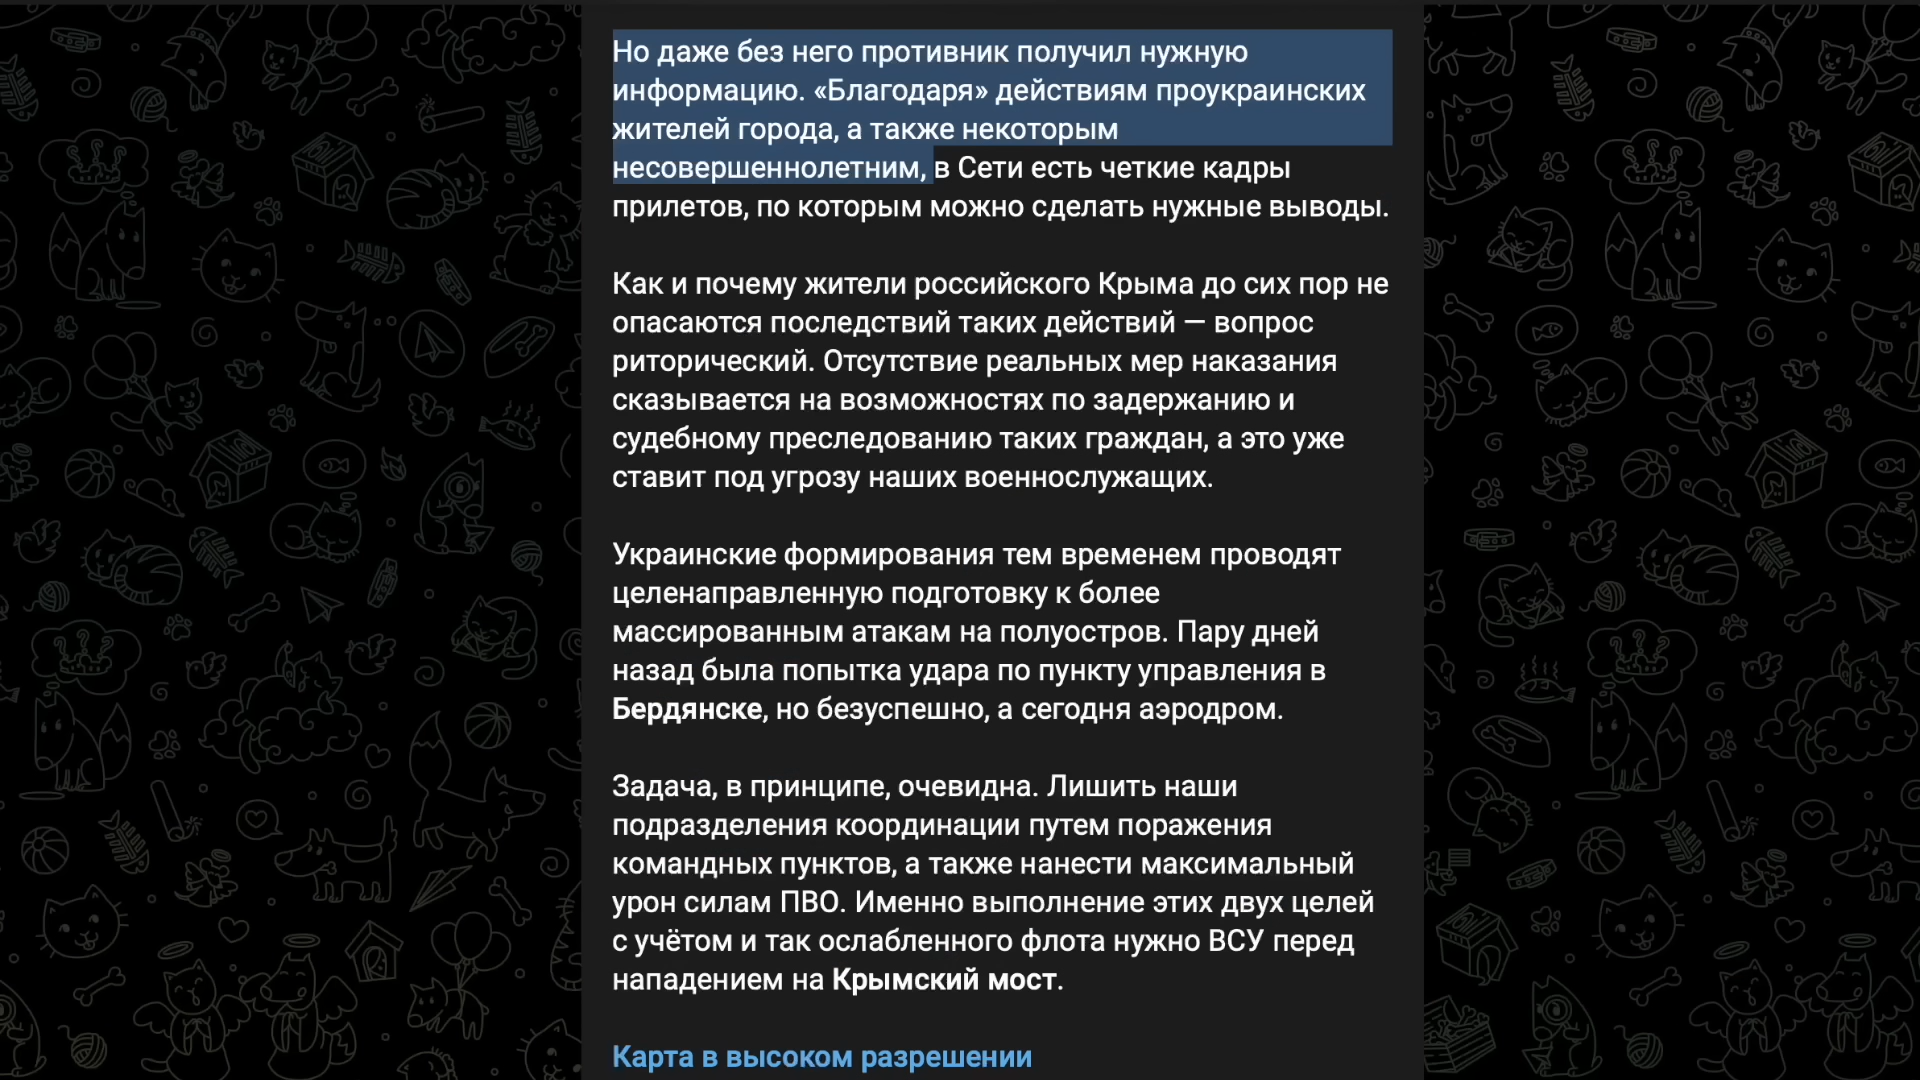 Но даже без него противник получил нужную
информацию. «Благодаря» действиям проукраинских
жителей города, а также некоторым
несовершеннолетним, в Сети есть четкие кадры
прилетов, по которым можно сделать нужные выводы.
Как и почему жители российского Крыма до сих пор не
опасаются последствий таких действий — вопрос
риторический. Отсутствие реальных мер наказания
сказывается на возможностях по задержанию и
судебному преследованию таких граждан, а это уже
ставит под угрозу наших военнослужащих.
Украинские формирования тем временем проводят
целенаправленную подготовку к более
массированным атакам на полуостров. Пару дней
назад была попытка удара по пункту управления в
Бердянске, но безуспешно, а сегодня аэродром.
Задача, в принципе, очевидна. Лишить наши
подразделения координации путем поражения
командных пунктов, а также нанести максимальный
урон силам ПВО. Именно выполнение этих двух целей
с учётом и так ослабленного флота нужно ВСУ перед
нападением на Крымский мост.
Карта в высоком разрешении